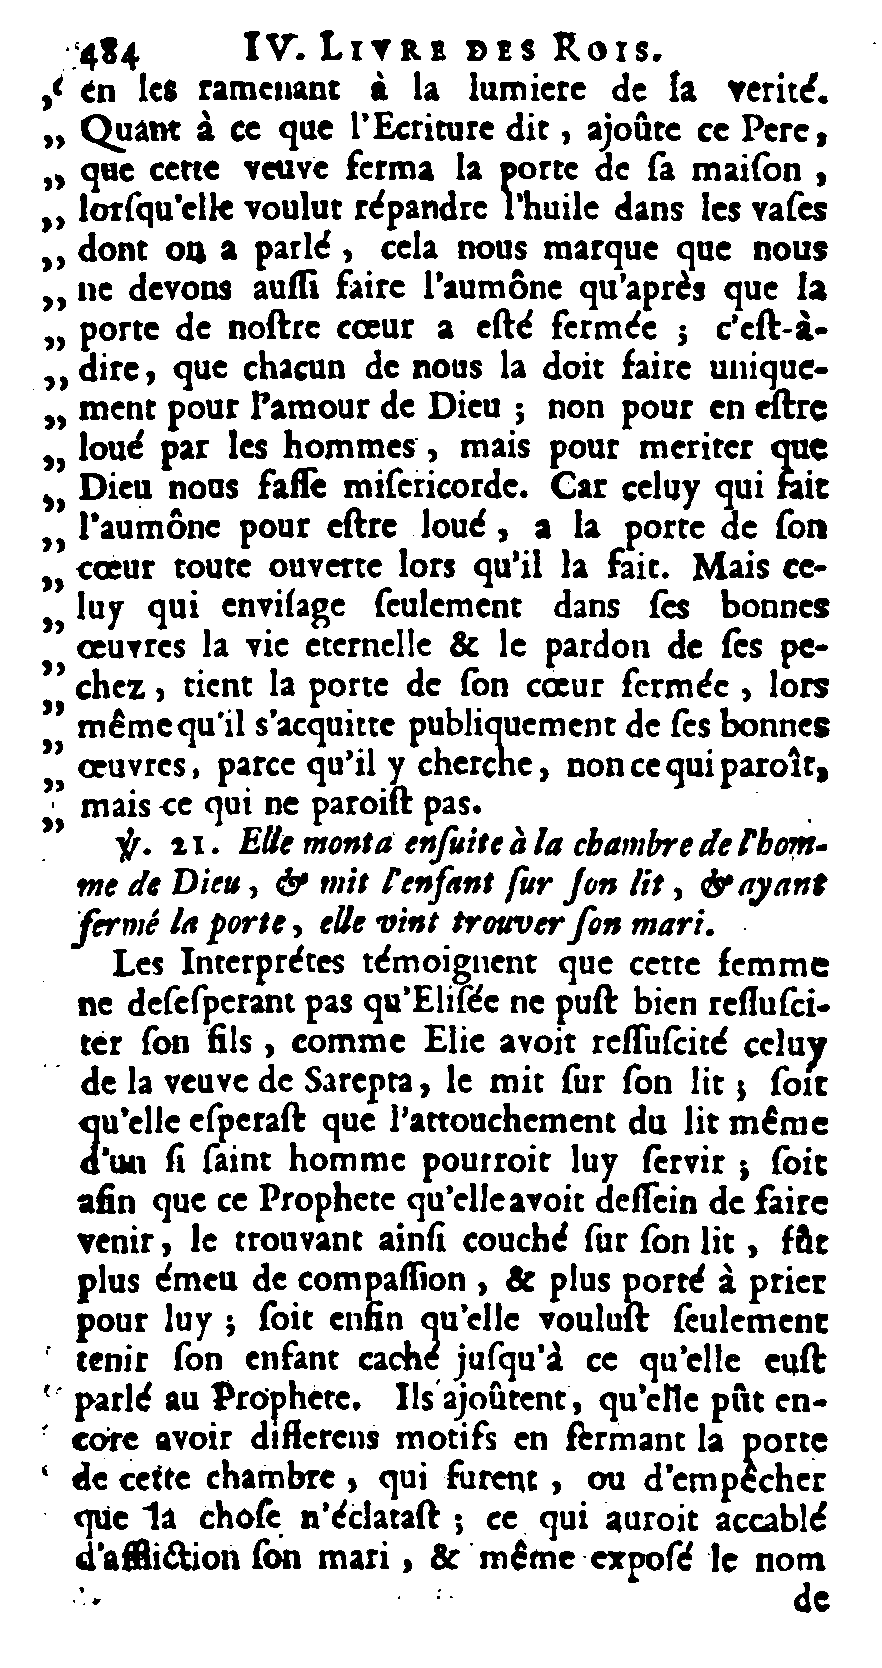 484 IV. LIVRE DES ROIS.
,, en les ramenant à la lumiere de la verité.
,, Quant à ce que l'Ecriture dit, ajoûte ce Pere,
,, que cette veuve ferma la porte de ſa maiſon,
,, lorſqu'elle voulut répandre l'huile dans les vaſes
,, dont on a parlé, cela nous marque que nous
,, ne devons auſſi faire l'aumône qu'après que la
,, porte de noſtre cœur a eſté fermée ; c'eſt-à-
,, dire, que chacun de nous la doit faire unique-
,, ment pour l'amour de Dieu ; non pour en eſtre
,, loué par les hommes, mais pour meriter que
,, Dieu nous faſſe miſericorde. Car celuy qui fait
,, l'aumône pour eſtre loué, a la porte de ſon
,, cœur toute ouverte lors qu'il la fait. Mais ce-
,, luy qui enviſage ſeulement dans ſes bonnes
,, œuvres la vie eternelle & le pardon de ſes pe-
,, chez, tient la porte de ſon cœur fermée, lors
,, même qu'il s'acquitte publiquement de ſes bonnes
,, œuvres, parce qu'il y cherche, non ce qui paroît,
,, mais ce qui ne paroiſt pas.
℣. 21. Elle monta enſuite à la chambre de l'hom-
me de Dieu, & mit l'enfant ſur ſon lit, & ayant
fermé la porte, elle vint trouver ſon mari.
Les Interprétes témoignent que cette femme
ne deſeſperant pas qu'Eliſée ne puſt bien reſſuſci-
ter ſon fils, comme Elie avoit reſſuſcité celuy
de la veuve de Sarepta, le mit ſur ſon lit ; ſoit
qu'elle eſperaſt que l'attouchement du lit même
d'un ſi ſaint homme pourroit luy ſervir ; ſoit
afin que ce Prophete qu'elle avoit deſſein de faire
venir, le trouvant ainſi couché ſur ſon lit, fût
plus émeu de compaſſion, & plus porté à prier
pour luy ; ſoit enfin qu'elle vouluſt ſeulement
tenir ſon enfant caché juſqu'à ce qu'elle euſt
parlé au Prophete. Ils ajoûtent, qu'elle pût en-
core avoir differens motifs en fermant la porte
de cette chambre, qui furent, ou d'empêcher
que la choſe n'éclataſt ; ce qui auroit accablé
d'affliction ſon mari, & même expoſé le nom
de